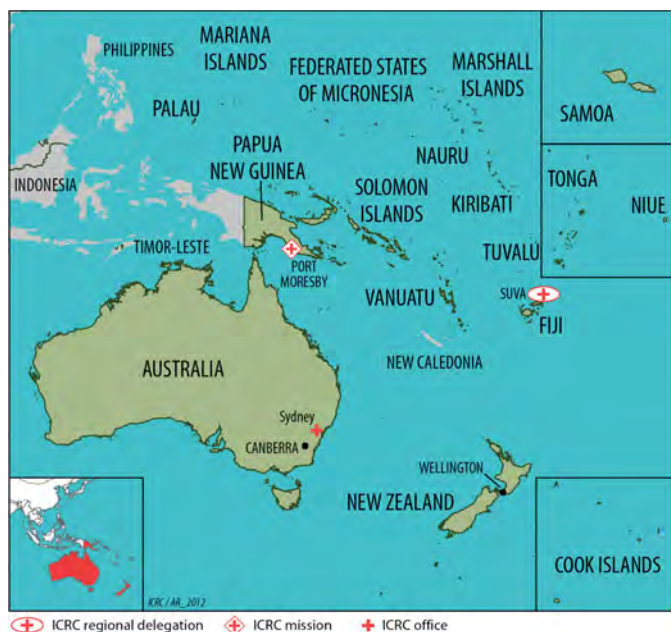 PHILIPPINES
MARIANA
ISLANDS
FEDERATED STATES
OF MICRONESIA
MARSHALL
ISLANDS
SAMOA
PALAU
PAPUA
NEW GUINEA
NAURU
INDONESIA
SOLOMON
ISLANDS
KIRIBATI
TONGA
NIUE
TIMOR-LESTE
PORT
MORESBY
TUVALU
VANUATU
SUVA
FIJI
NEW CALEDONIA
AUSTRALIA
Sydney
CANBERRA
WELLINGTON
NEW ZEALAND
COOK ISLANDS
ICRC / AR_2012
ICRC regional delegation ICRC mission ICRC office